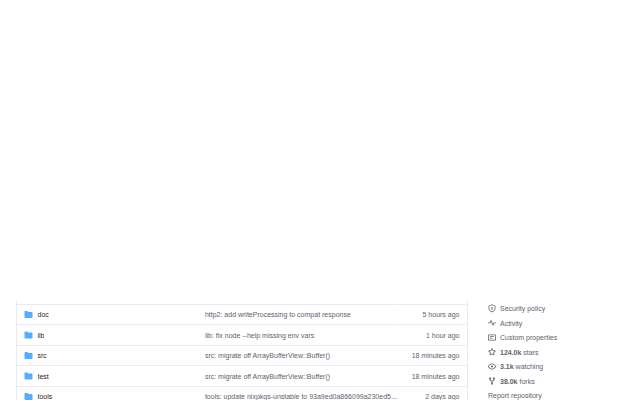 doc http2: add writeProcessing to compat response 5 hours ago
lib lib: fix node --help missing env vars 1 hour ago
src src: migrate off ArrayBufferView::Buffer() 18 minutes ago
test src: migrate off ArrayBufferView::Buffer() 18 minutes ago
tools tools: update nixpkgs-unstable to 93a9ed0a866099a230ed5... 2 days ago
Security policy
Activity
Custom properties
124.0k stars
3.1k watching
38.0k forks
Report repository